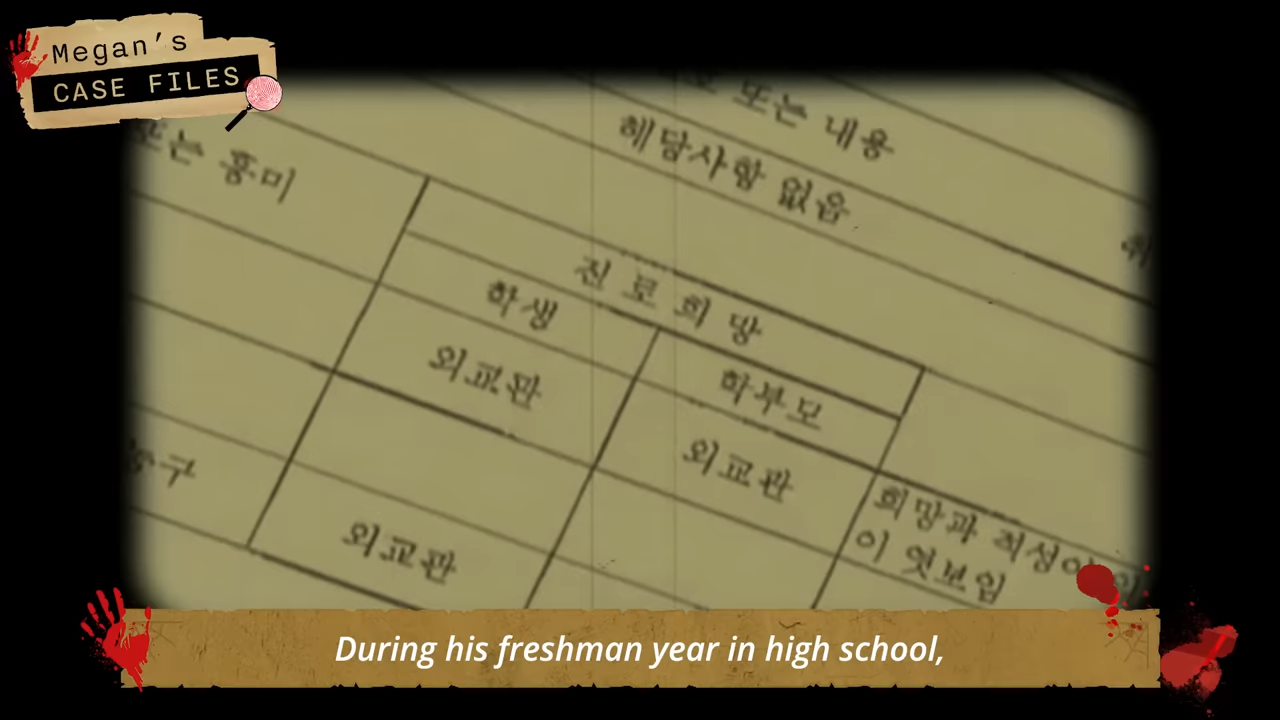 Megan's
CASE FILES
또는 내용
해당사항 없음
또는 흥미
진로희망
학생
학부모
외교관
외교관
희망과 적성이
이 엿보임
구
외교관
During his freshman year in high school,